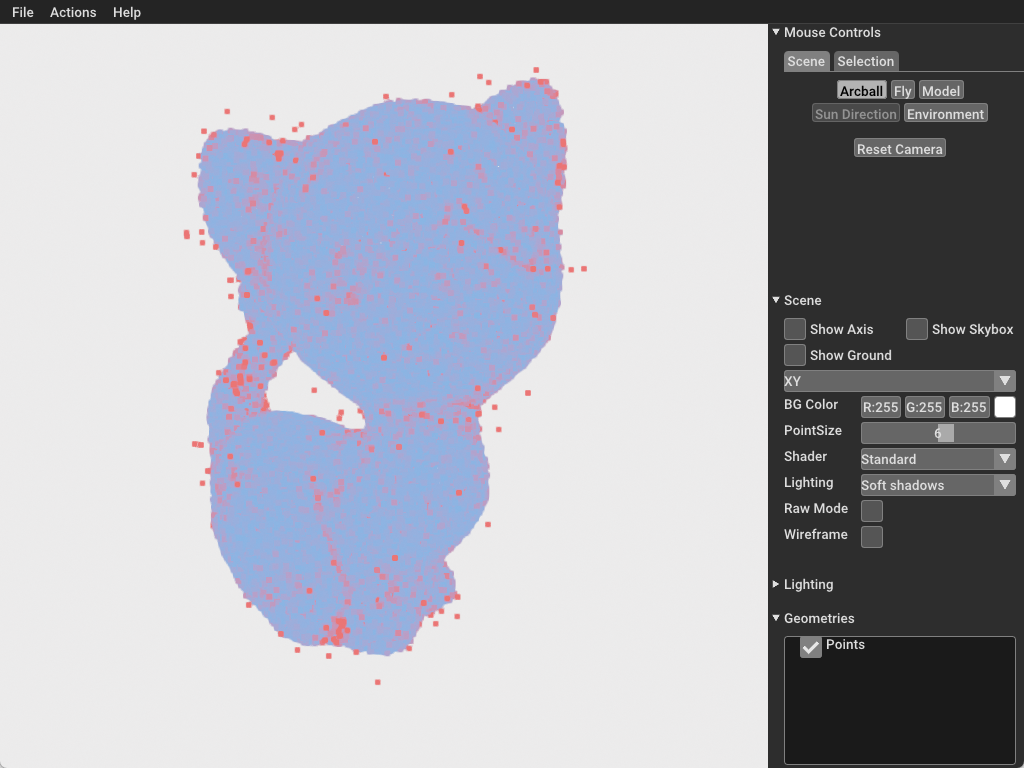 File Actions Help
Mouse Controls
Scene Selection
Arcball Fly Model
Sun Direction Environment
Reset Camera
Scene
Show Axis Show Skybox
Show Ground
XY
BG Color R:255 G:255 B:255
PointSize 6
Shader Standard
Lighting Soft shadows
Raw Mode
Wireframe
Lighting
Geometries
Points